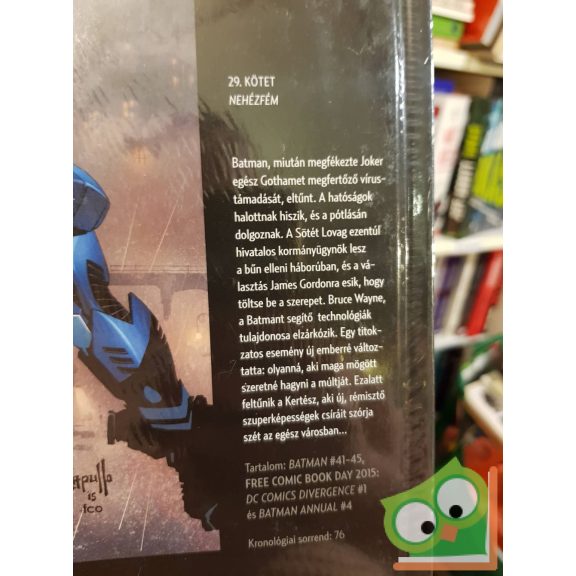 29. KÖTET
NEHÉZFÉM
Batman, miután megfékezte Joker
egész Gothamet megfertőző vírus-
támadását, eltűnt. A hatóságok
halottnak hiszik, és a pótlásán
dolgoznak. A Sötét Lovag ezentúl
hivatalos kormányügynök lesz
a bűn elleni háborúban, és a vá-
lasztás James Gordonra esik, hogy
töltse be a szerepet. Bruce Wayne,
a Batmant segítő technológiák
tulajdonosa elzárkózik. Egy titok-
zatos esemény új emberré változ-
tatta: olyanná, aki maga mögött
szeretné hagyni a múltját. Ezalatt
feltűnik a Kertész, aki új, rémisztő
szuperképességek csíráit szórja
szét az egész városban...
Tartalom: BATMAN #41–45,
FREE COMIC BOOK DAY 2015:
DC COMICS DIVERGENCE #1
és BATMAN ANNUAL #4
Kronológiai sorrend: 76
apullo
15
fco